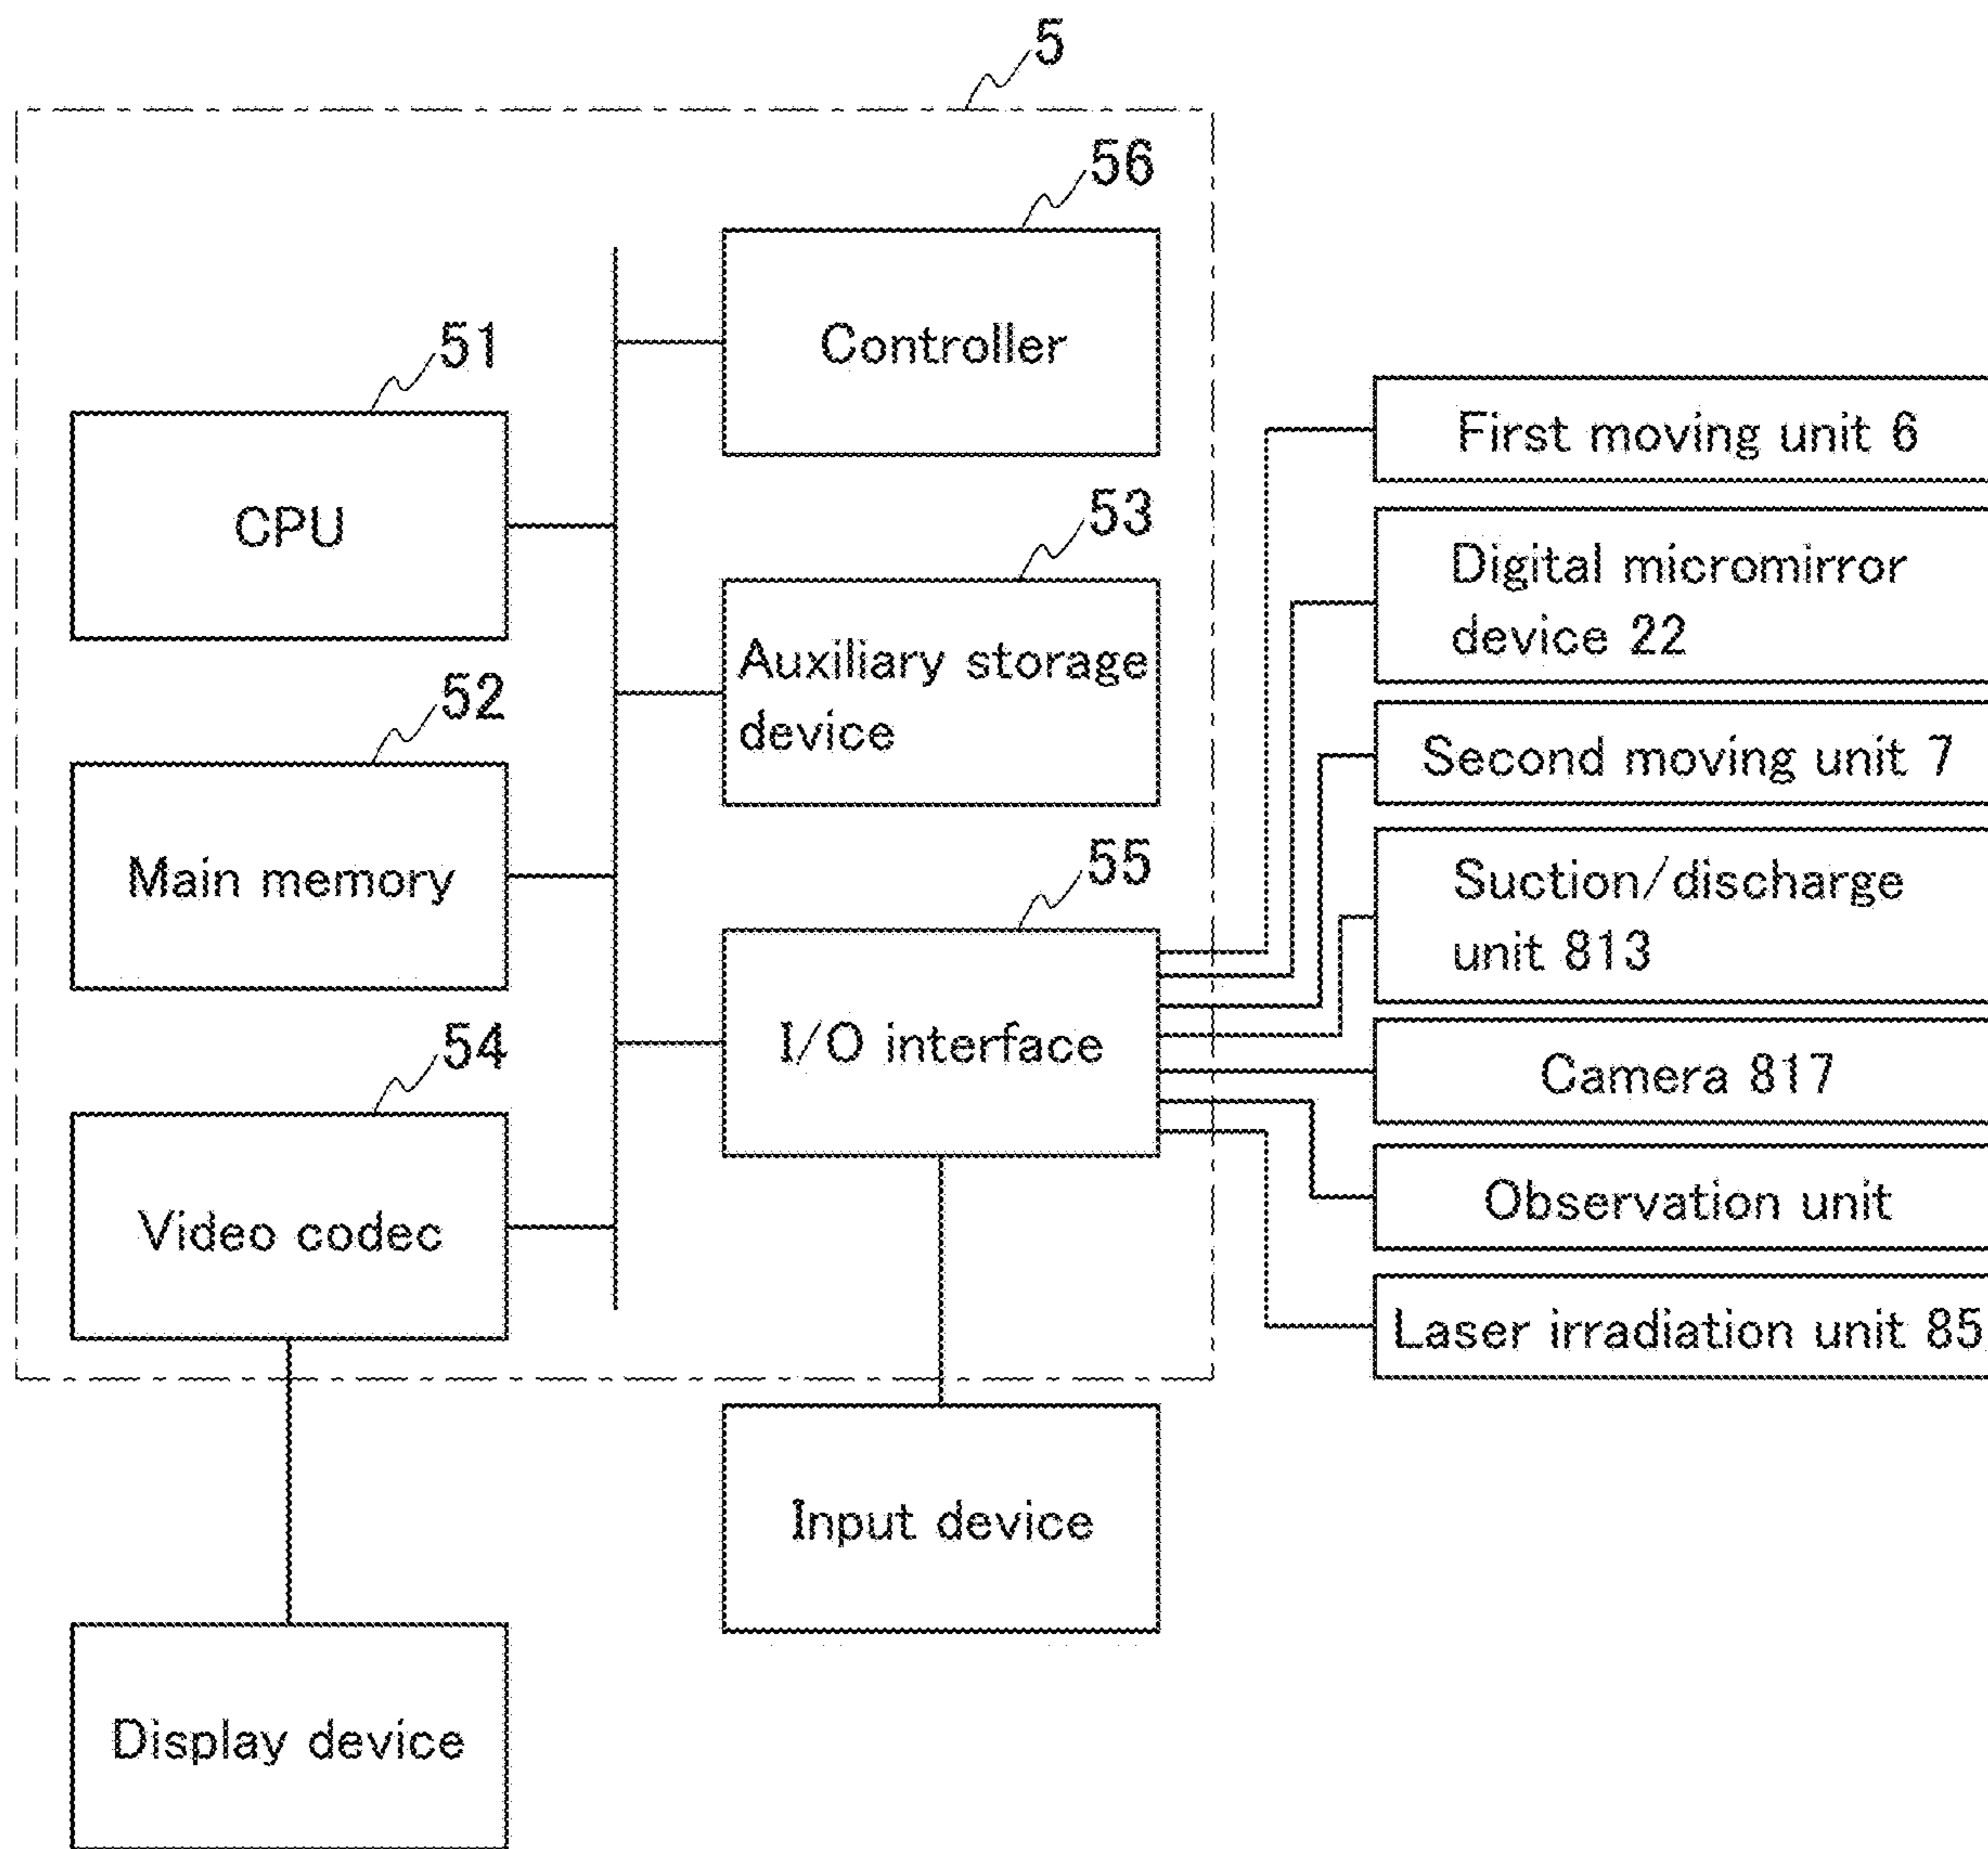 5
56
Controller
51
CPU
53
Auxiliary storage
device
52
Main memory
55
I/O interface
54
Video codec
First moving unit 6
Digital micromirror
device 22
Second moving unit 7
Suction/discharge
unit 813
Camera 817
Observation unit
Laser irradiation unit 85
Input device
Display device